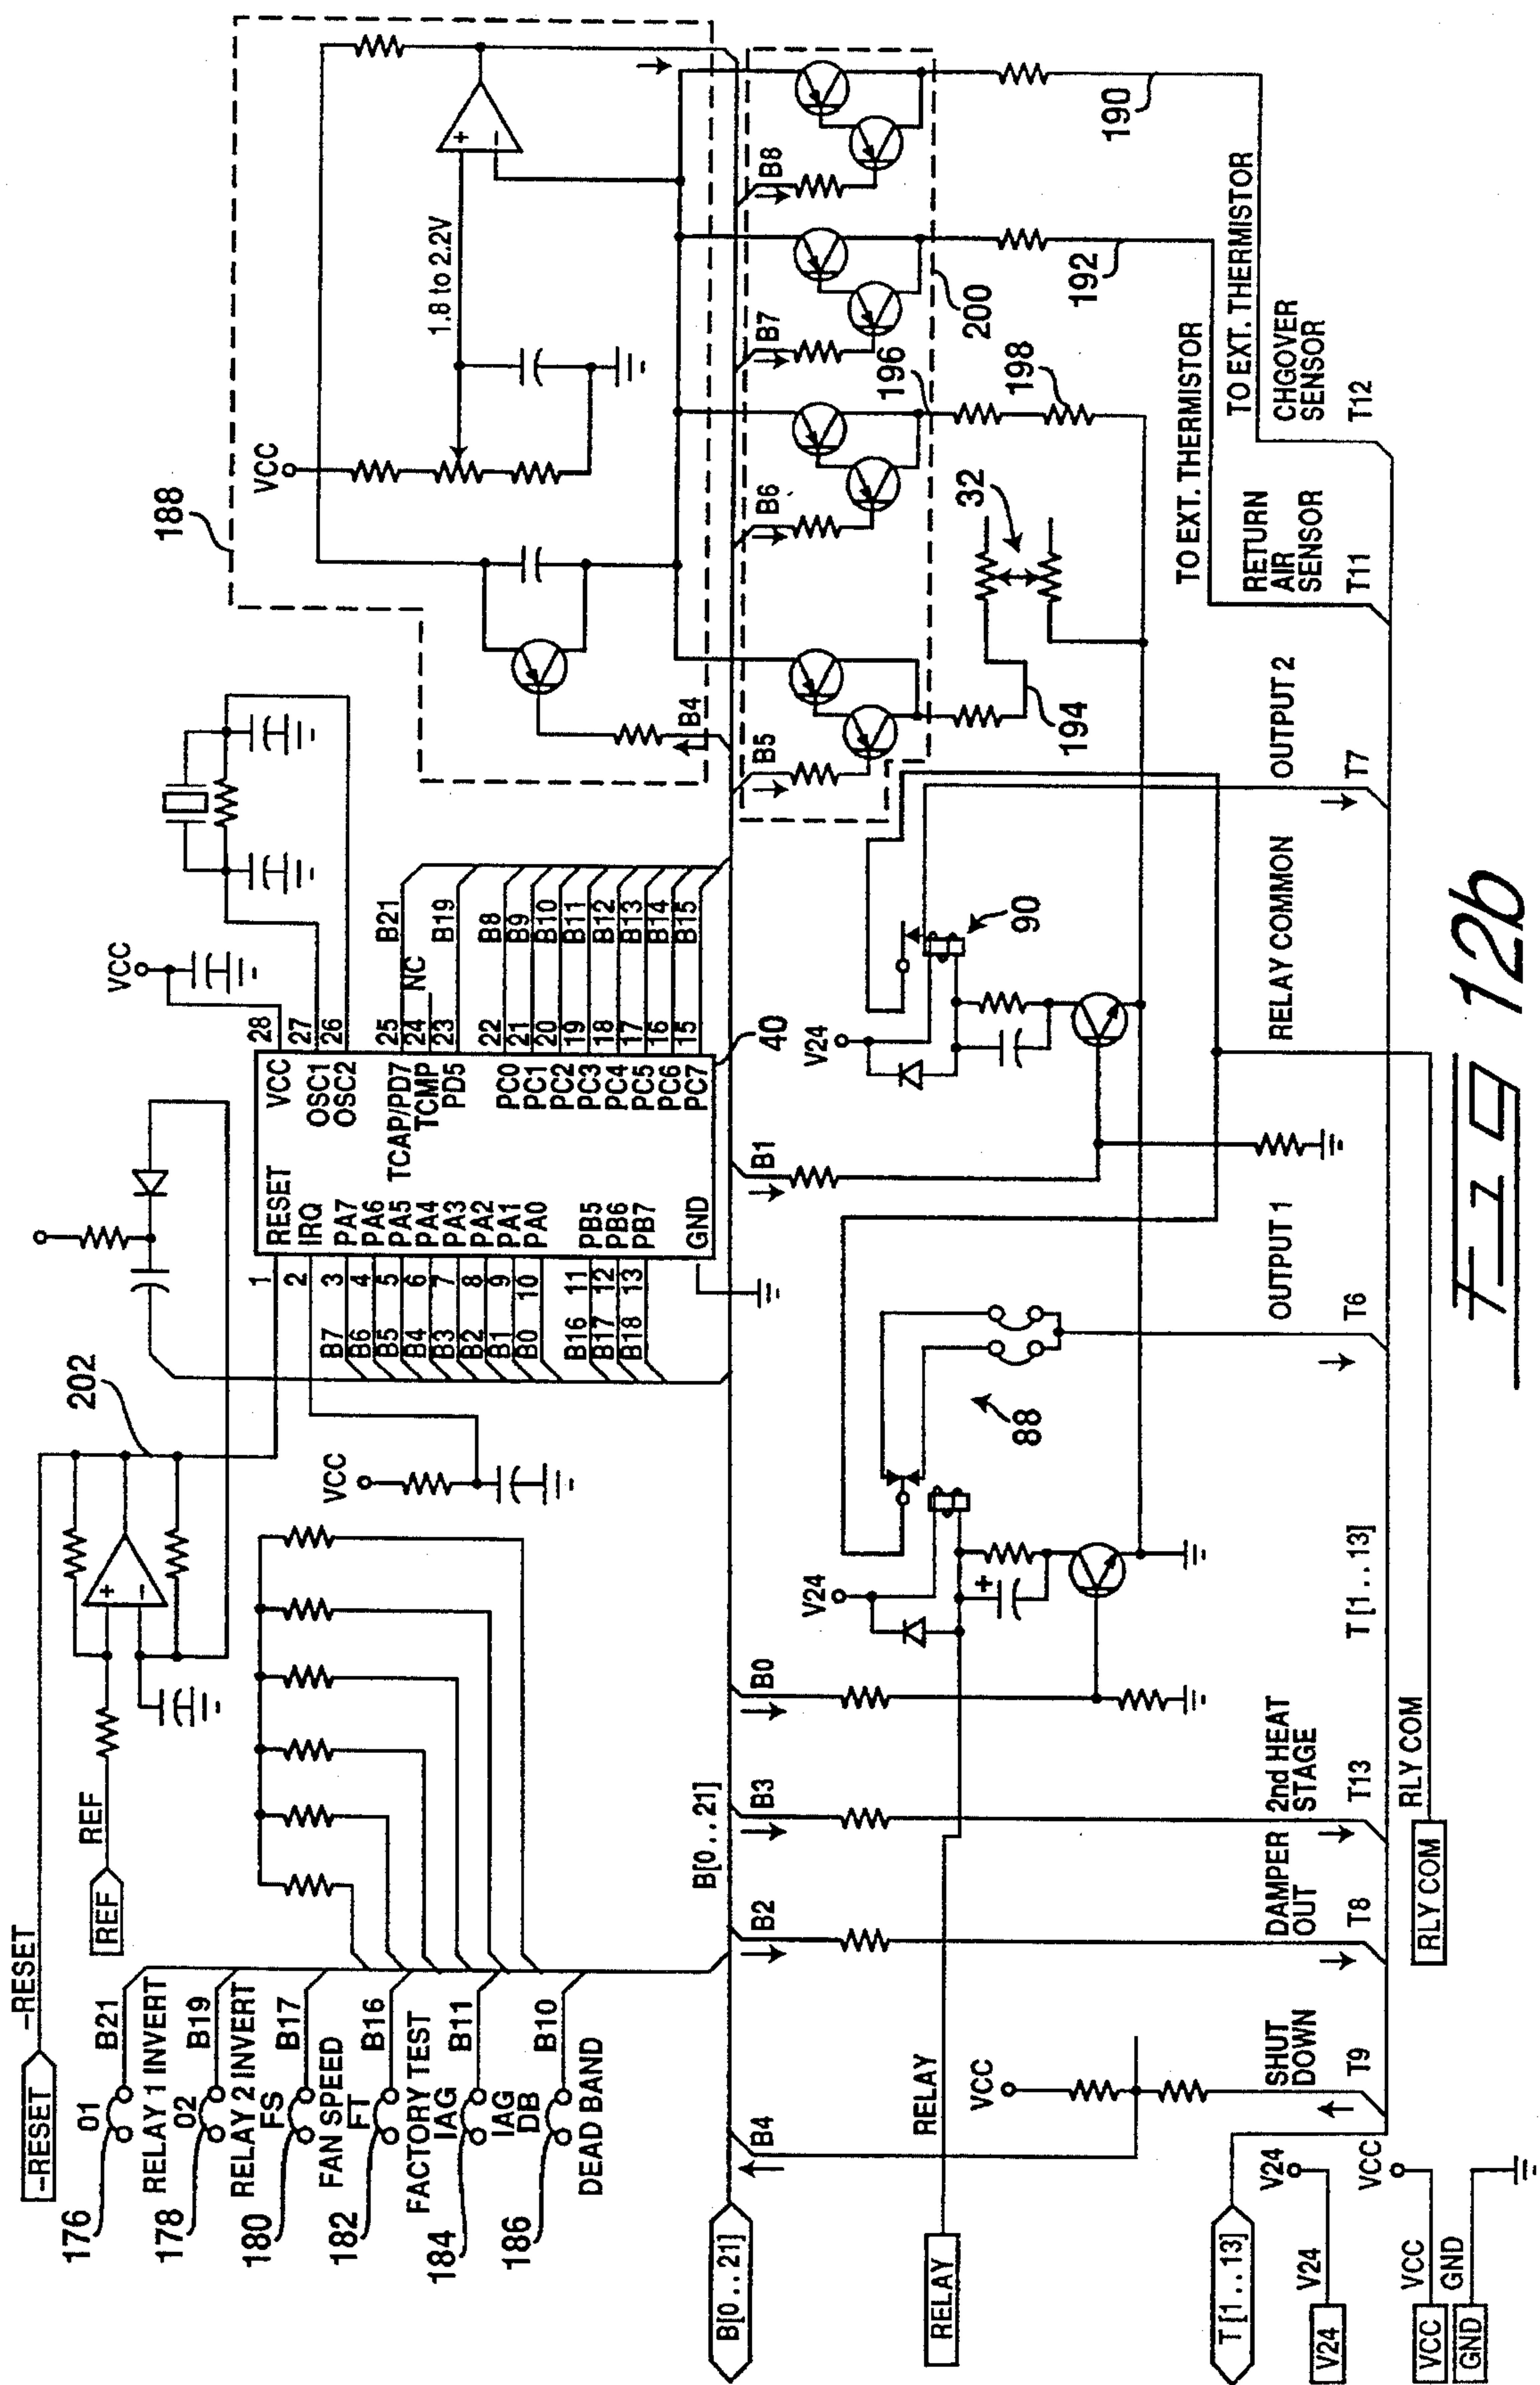 -RESET
-RESET
REF
REF
202
176
O1
B21
RELAY 1 INVERT
178
O2
B19
RELAY 2 INVERT
180
FS
B17
FAN SPEED
182
FT
B16
FACTORY TEST
184
IAG
B11
IAG
186
DB
B10
DEAD BAND
VCC
1 RESET
2 IRQ
B7 3 PA7
B6 4 PA6
B5 5 PA5
B4 6 PA4
B3 7 PA3
B2 8 PA2
B1 9 PA1
B0 10 PA0
B16 11 PB5
B17 12 PB6
B18 13 PB7
GND
VCC
VCC 28
OSC1 27
OSC2 26
TCAP/PD7 25 B21
TCMP 24 NC
PD5 23 B19
PC0 22 B8
PC1 21 B9
PC2 20 B10
PC3 19 B11
PC4 18 B12
PC5 17 B13
PC6 16 B14
PC7 15 B15
40
188
VCC
1.8 to 2.2V
+
-
B4
B[0..21]
B[0..21]
B4
B2
B3
B0
B1
B5
B6
B7
B8
200
196
198
194
192
190
32
RELAY
RELAY
V24
88
V24
90
VCC
SHUT
DOWN
T9
DAMPER
OUT
T8
2nd HEAT
STAGE
T13
T[1..13]
OUTPUT 1
T6
RELAY COMMON
OUTPUT 2
T7
TO EXT. THERMISTOR
RETURN
AIR
SENSOR
T11
TO EXT. THERMISTOR
CHGOVER
SENSOR
T12
T[1..13]
RLY COM
RLY COM
V24
V24
V24
VCC
VCC
VCC
GND
GND
Fig 12b